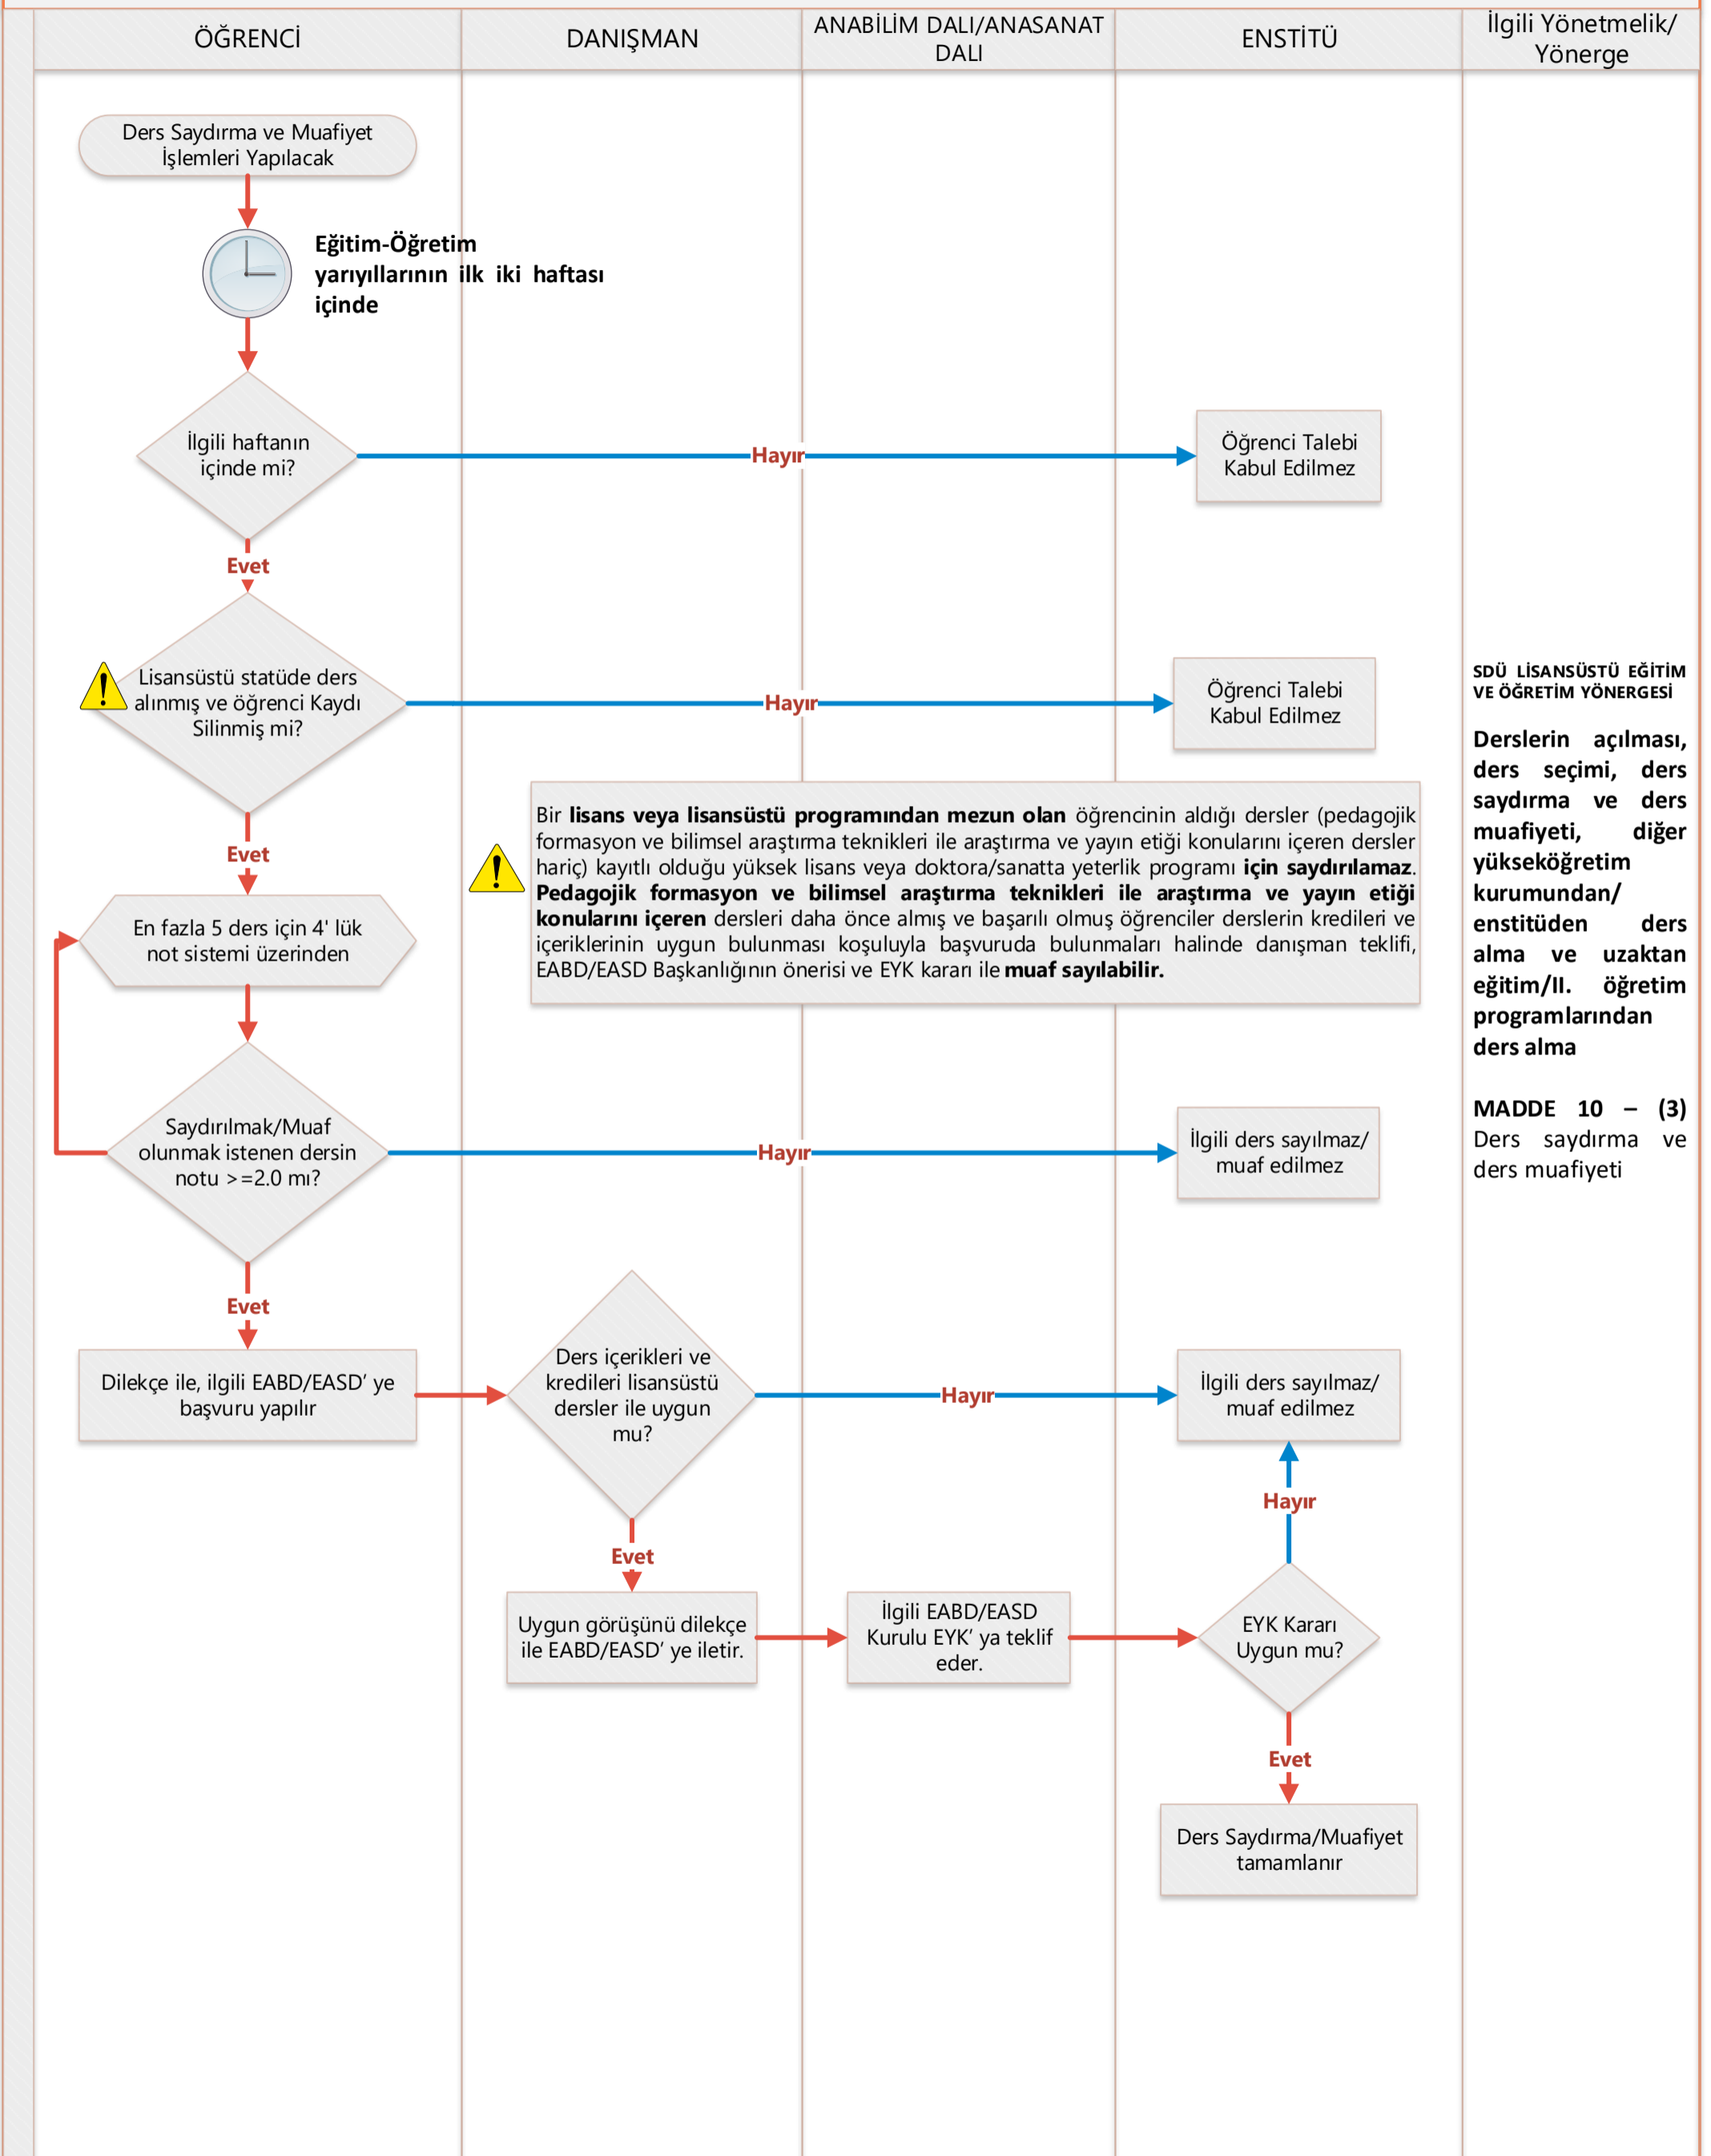 ÖĞRENCİ
DANIŞMAN
ANABİLİM DALI/ANASANAT
DALI
ENSTİTÜ
İlgili Yönetmelik/
Yönerge
Ders Saydırma ve Muafiyet
İşlemleri Yapılacak
Eğitim-Öğretim
yarıyıllarının ilk iki haftası
içinde
İlgili haftanın
içinde mi?
Hayır
Öğrenci Talebi
Kabul Edilmez
Evet
Lisansüstü statüde ders
alınmış ve öğrenci Kaydı
Silinmiş mi?
Hayır
Öğrenci Talebi
Kabul Edilmez
Evet
Bir lisans veya lisansüstü programından mezun olan öğrencinin aldığı dersler (pedagojik
formasyon ve bilimsel araştırma teknikleri ile araştırma ve yayın etiği konularını içeren dersler
hariç) kayıtlı olduğu yüksek lisans veya doktora/sanatta yeterlik programı için saydırılamaz.
Pedagojik formasyon ve bilimsel araştırma teknikleri ile araştırma ve yayın etiği
konularını içeren dersleri daha önce almış ve başarılı olmuş öğrenciler derslerin kredileri ve
içeriklerinin uygun bulunması koşuluyla başvuruda bulunmaları halinde danışman teklifi,
EABD/EASD Başkanlığının önerisi ve EYK kararı ile muaf sayılabilir.
En fazla 5 ders için 4' lük
not sistemi üzerinden
Saydırılmak/Muaf
olunmak istenen dersin
notu >=2.0 mı?
Hayır
İlgili ders sayılmaz/
muaf edilmez
Evet
Dilekçe ile, ilgili EABD/EASD’ ye
başvuru yapılır
Ders içerikleri ve
kredileri lisansüstü
dersler ile uygun
mu?
Hayır
İlgili ders sayılmaz/
muaf edilmez
Hayır
Evet
Uygun görüşünü dilekçe
ile EABD/EASD’ ye iletir.
İlgili EABD/EASD
Kurulu EYK’ ya teklif
eder.
EYK Kararı
Uygun mu?
Evet
Ders Saydırma/Muafiyet
tamamlanır
SDÜ LİSANSÜSTÜ EĞİTİM
VE ÖĞRETİM YÖNERGESİ
Derslerin açılması,
ders seçimi, ders
saydırma ve ders
muafiyeti, diğer
yükseköğretim
kurumundan/
enstitüden ders
alma ve uzaktan
eğitim/II. öğretim
programlarından
ders alma
MADDE 10 – (3)
Ders saydırma ve
ders muafiyeti